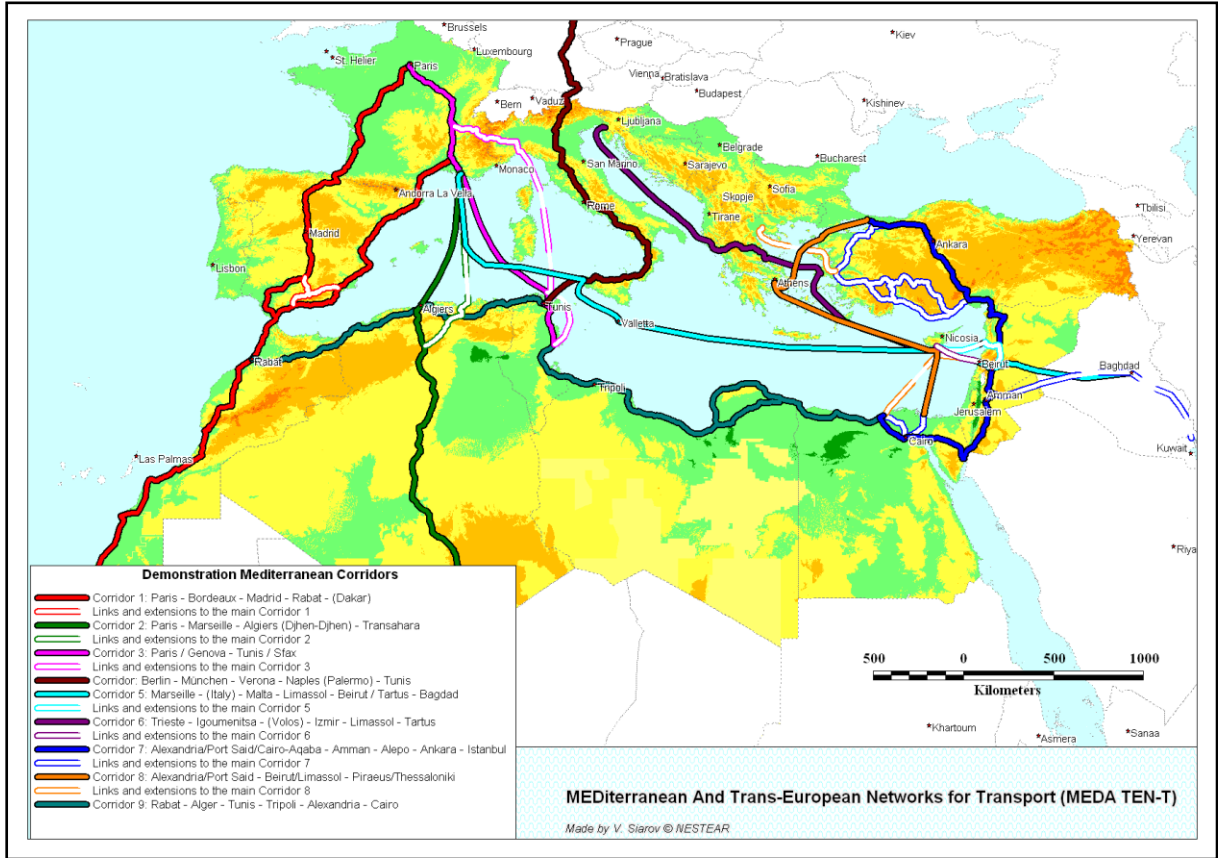 Brussels
Kiev
Prague
Luxembourg
St. Helier
Paris
Vienna
Bratislava
Budapest
Kishinev
Bern
Vaduz
Ljubljana
Belgrade
Bucharest
San Marino
Sarajevo
Monaco
Andorra La Vella
Skopje
Sofia
Rome
Tirane
Tbilisi
Yerevan
Madrid
Ankara
Lisbon
Athens
Algiers
Tunis
Valletta
Nicosia
Rabat
Beirut
Baghdad
Tripoli
Amman
Jerusalem
Cairo
Kuwait
Las Palmas
Riya
Demonstration Mediterranean Corridors
Corridor 1: Paris - Bordeaux - Madrid - Rabat - (Dakar)
Links and extensions to the main Corridor 1
Corridor 2: Paris - Marseille - Algiers (Djhen-Djhen) - Transahara
Links and extensions to the main Corridor 2
Corridor 3: Paris / Genova - Tunis / Sfax
Links and extensions to the main Corridor 3
Corridor: Berlin - München - Verona - Naples (Palermo) - Tunis
Corridor 5: Marseille - (Italy) - Malta - Limassol - Beirut / Tartus - Bagdad
Links and extensions to the main Corridor 5
Corridor 6: Trieste - Igoumenitsa - (Volos) - Izmir - Limassol - Tartus
Links and extensions to the main Corridor 6
Corridor 7: Alexandria/Port Said/Cairo-Aqaba - Amman - Alepo - Ankara - Istanbul
Links and extensions to the main Corridor 7
Corridor 8: Alexandria/Port Said - Beirut/Limassol - Piraeus/Thessaloniki
Links and extensions to the main Corridor 8
Corridor 9: Rabat - Alger - Tunis - Tripoli - Alexandria - Cairo
500 0 500 1000
Kilometers
Khartoum
Asmera
Sanaa
MEDiterranean And Trans-European Networks for Transport (MEDA TEN-T)
Made by V. Siarov © NESTEAR